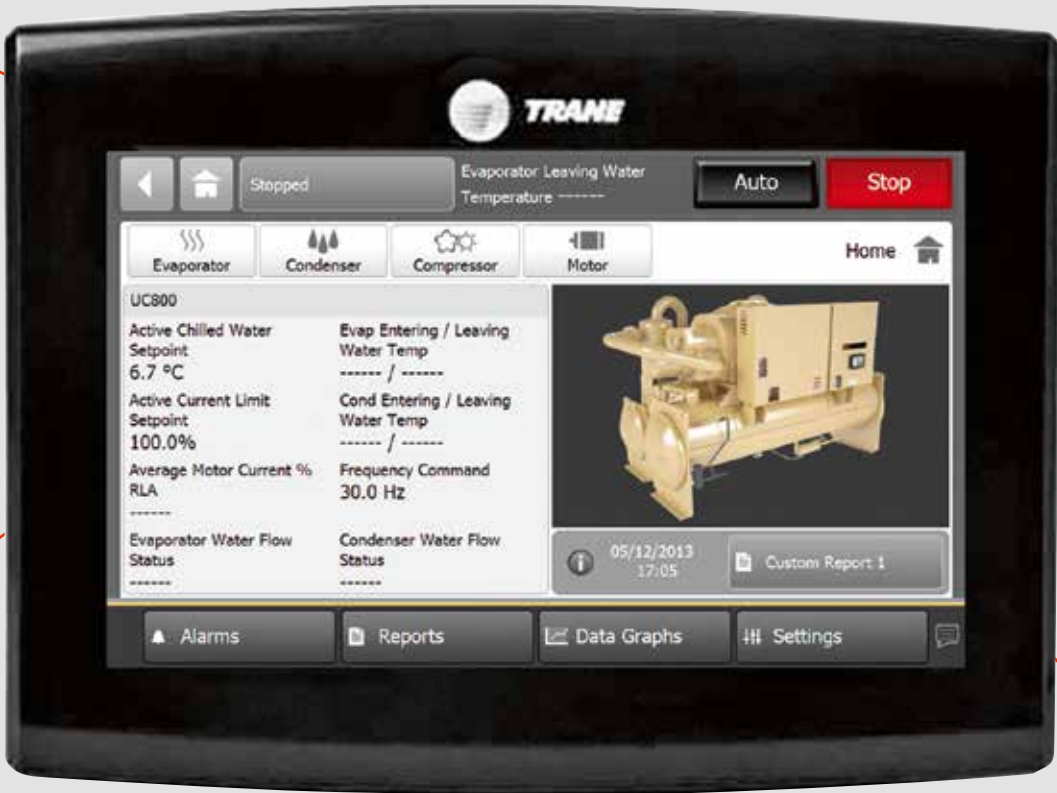 TRANE
Stopped
Evaporator Leaving Water
Temperature ------
Auto
Stop
Evaporator
Condenser
Compressor
Motor
Home
UC800
Active Chilled Water
Setpoint
6.7 °C
Evap Entering / Leaving
Water Temp
------ / ------
Active Current Limit
Setpoint
100.0%
Cond Entering / Leaving
Water Temp
------ / ------
Average Motor Current %
RLA
------
Frequency Command
30.0 Hz
Evaporator Water Flow
Status
------
Condenser Water Flow
Status
------
05/12/2013
17:05
Custom Report 1
Alarms
Reports
Data Graphs
Settings